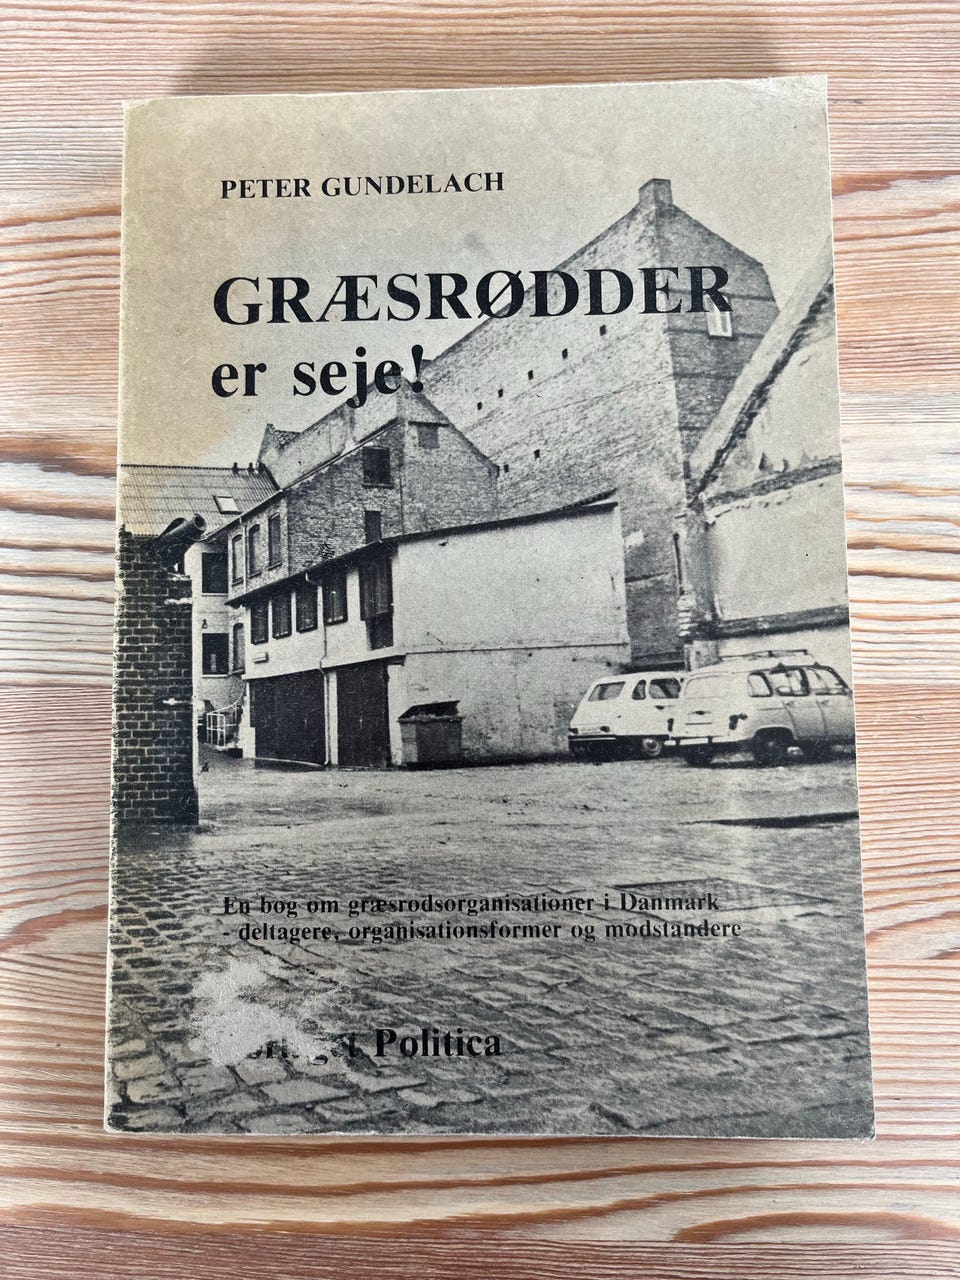 PETER GUNDELACH
GRÆSRØDDER
er seje!
En bog om græsrodsorganisationer i Danmark
- deltagere, organisationsformer og modstandere
Politica